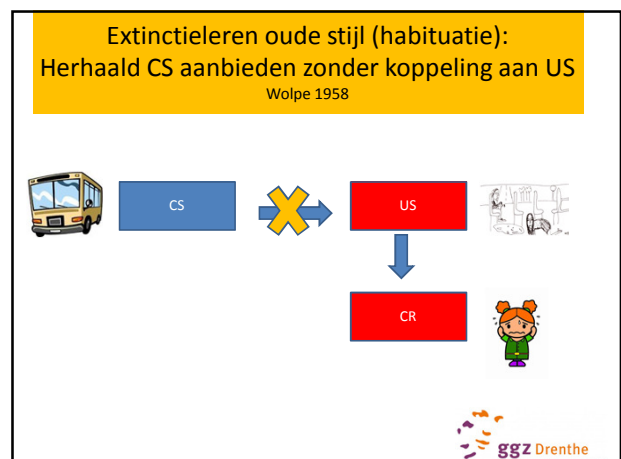 Extinctieleren oude stijl (habituatie):
Herhaald CS aanbieden zonder koppeling aan US
Wolpe 1958
CS
US
CR
ggz Drenthe